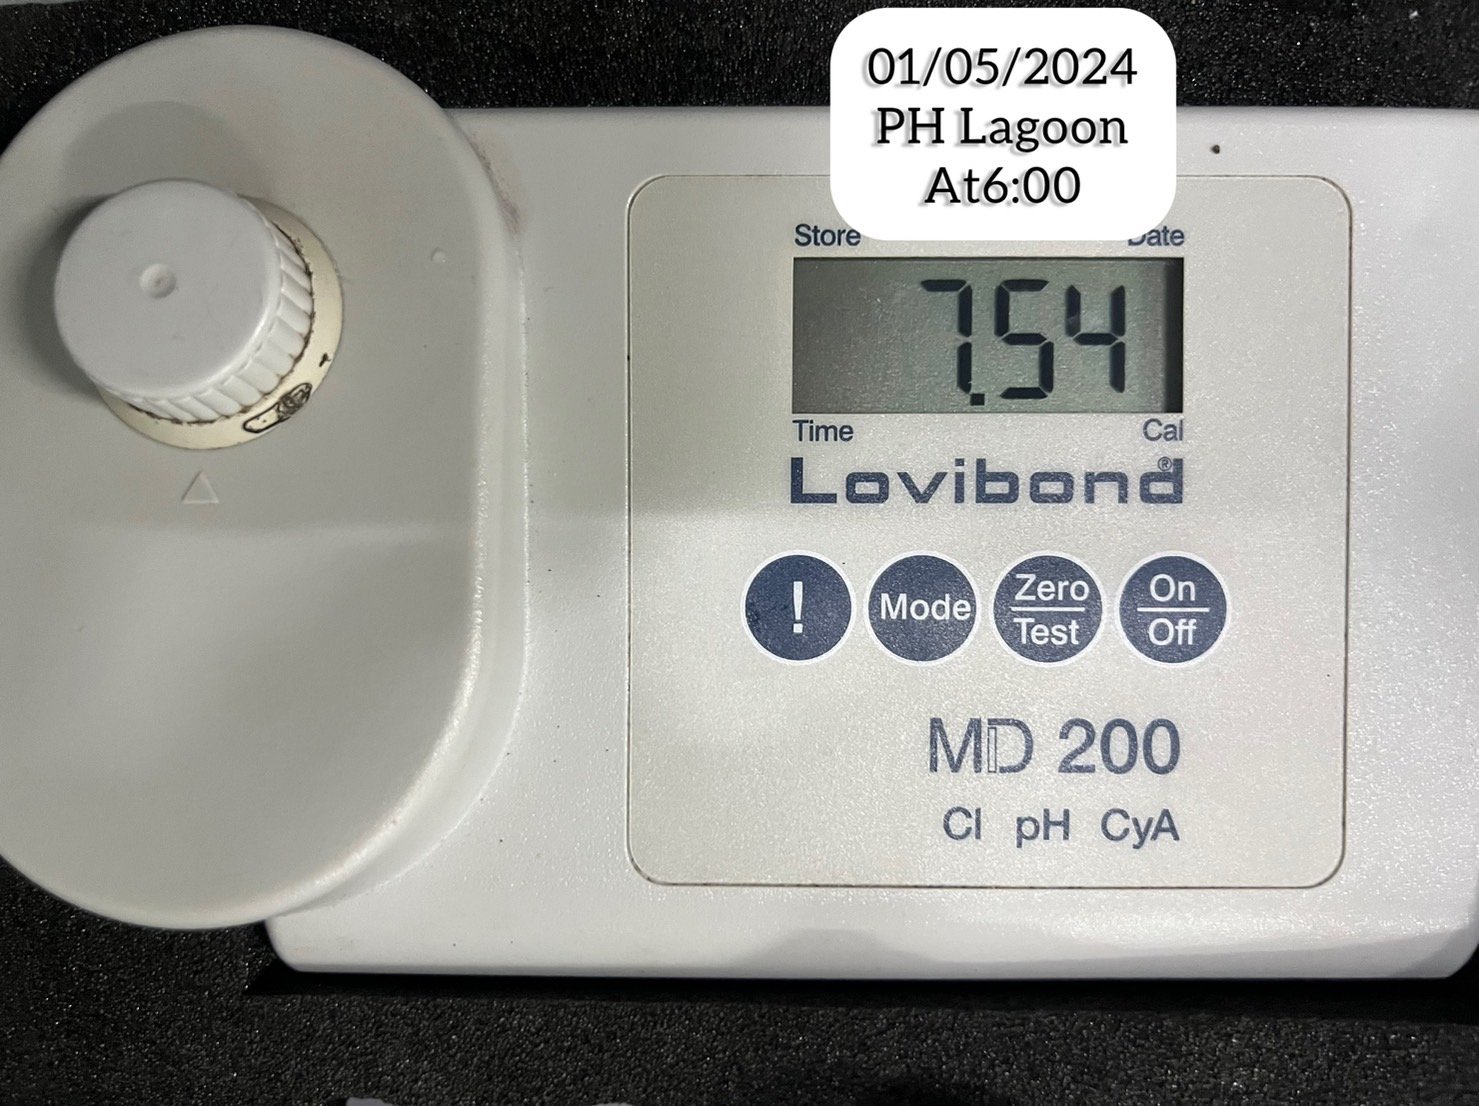 01/05/2024
PH Lagoon
At6:00
Store Date
7.54
Time Cal
Lovibond®
! Mode Zero On
Test Off
MD 200
Cl pH CyA